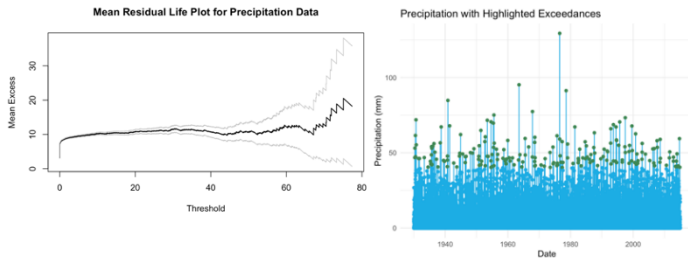 Mean Residual Life Plot for Precipitation Data
Mean Excess
30
20
10
0
0
20
40
60
80
Threshold
Precipitation with Highlighted Exceedances
Precipitation (mm)
100
50
0
1940
1960
1980
2000
Date